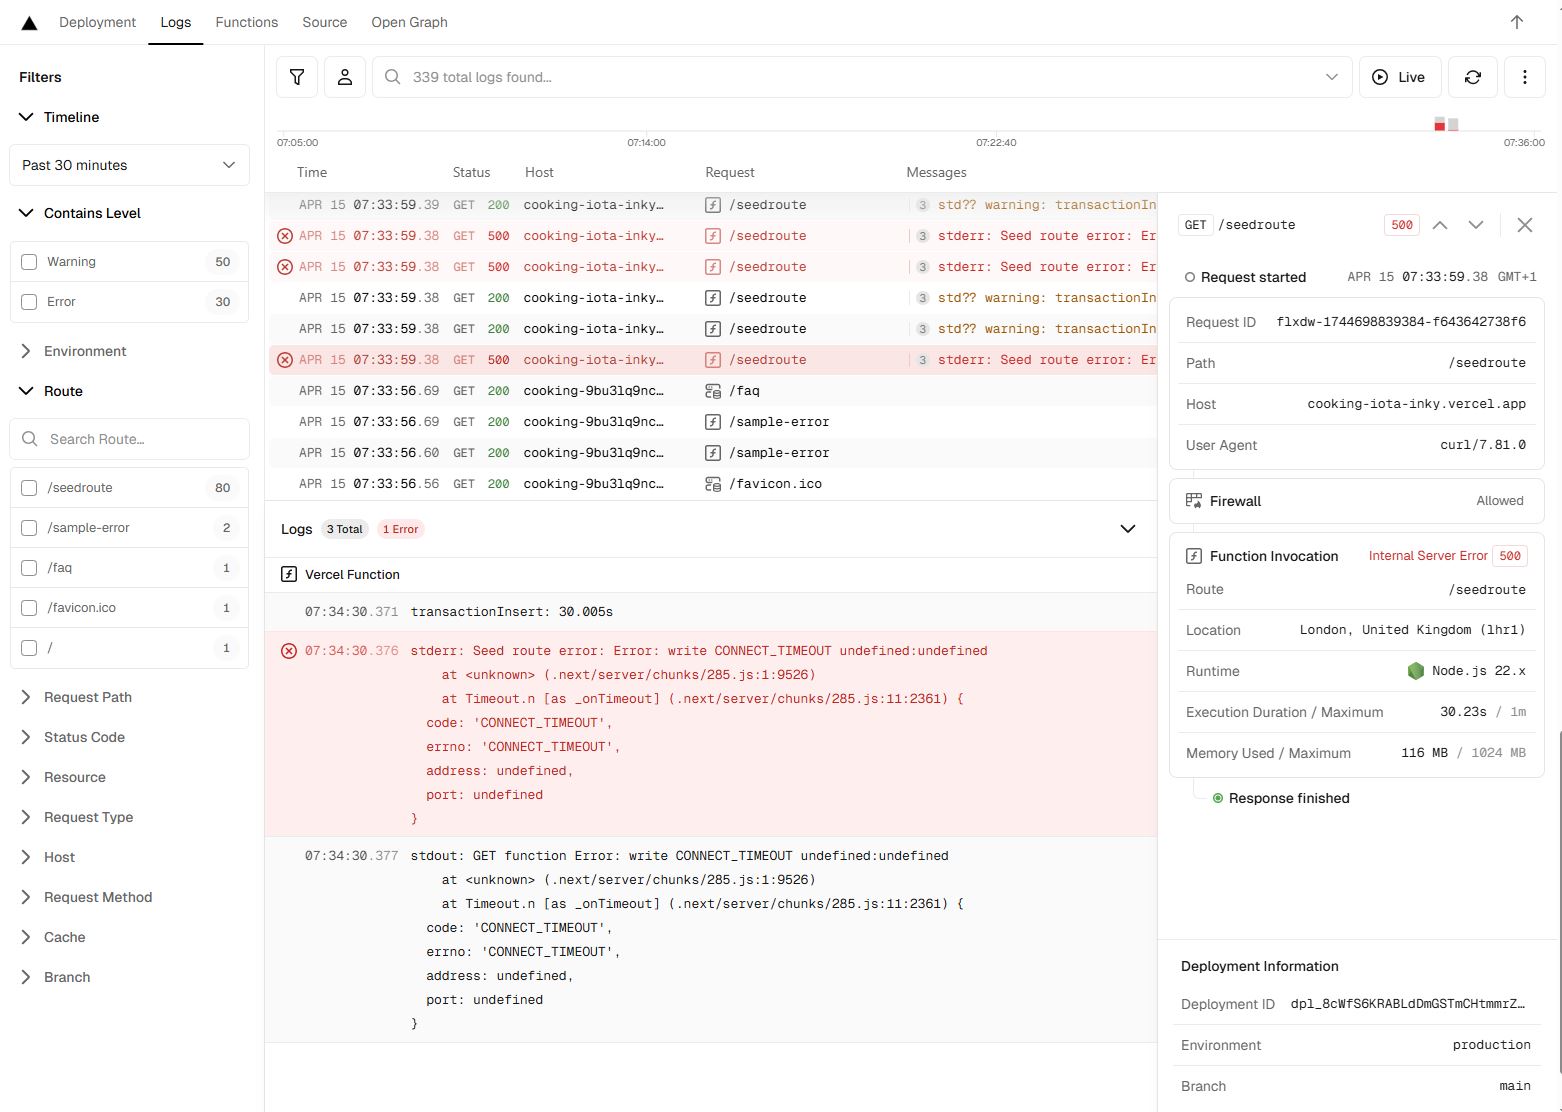 Deployment
Logs
Functions
Source
Open Graph
Filters
Timeline
Past 30 minutes
Contains Level
Warning 50
Error 30
Environment
Route
Search Route...
/seedroute 80
/sample-error 2
/faq 1
/favicon.ico 1
/ 1
Request Path
Status Code
Resource
Request Type
Host
Request Method
Cache
Branch
339 total logs found...
Live
07:05:00 07:14:00 07:22:40 07:36:00
Time Status Host Request Messages
APR 15 07:33:59.39 GET 200 cooking-iota-inky… /seedroute 3 std?? warning: transactionIn
APR 15 07:33:59.38 GET 500 cooking-iota-inky… /seedroute 3 stderr: Seed route error: Er
APR 15 07:33:59.38 GET 500 cooking-iota-inky… /seedroute 3 stderr: Seed route error: Er
APR 15 07:33:59.38 GET 200 cooking-iota-inky… /seedroute 3 std?? warning: transactionIn
APR 15 07:33:59.38 GET 200 cooking-iota-inky… /seedroute 3 std?? warning: transactionIn
APR 15 07:33:59.38 GET 500 cooking-iota-inky… /seedroute 3 stderr: Seed route error: Er
APR 15 07:33:56.69 GET 200 cooking-9bu3lq9nc… /faq
APR 15 07:33:56.69 GET 200 cooking-9bu3lq9nc… /sample-error
APR 15 07:33:56.60 GET 200 cooking-9bu3lq9nc… /sample-error
APR 15 07:33:56.56 GET 200 cooking-9bu3lq9nc… /favicon.ico
Logs 3 Total 1 Error
Vercel Function
07:34:30.371 transactionInsert: 30.005s
07:34:30.376 stderr: Seed route error: Error: write CONNECT_TIMEOUT undefined:undefined
at <unknown> (.next/server/chunks/285.js:1:9526)
at Timeout.n [as _onTimeout] (.next/server/chunks/285.js:11:2361) {
code: 'CONNECT_TIMEOUT',
errno: 'CONNECT_TIMEOUT',
address: undefined,
port: undefined
}
07:34:30.377 stdout: GET function Error: write CONNECT_TIMEOUT undefined:undefined
at <unknown> (.next/server/chunks/285.js:1:9526)
at Timeout.n [as _onTimeout] (.next/server/chunks/285.js:11:2361) {
code: 'CONNECT_TIMEOUT',
errno: 'CONNECT_TIMEOUT',
address: undefined,
port: undefined
}
GET /seedroute 500
Request started APR 15 07:33:59.38 GMT+1
Request ID flxdw-1744698839384-f643642738f6
Path /seedroute
Host cooking-iota-inky.vercel.app
User Agent curl/7.81.0
Firewall Allowed
Function Invocation Internal Server Error 500
Route /seedroute
Location London, United Kingdom (lhr1)
Runtime Node.js 22.x
Execution Duration / Maximum 30.23s / 1m
Memory Used / Maximum 116 MB / 1024 MB
Response finished
Deployment Information
Deployment ID dpl_8cWfS6KRABLdDmGSTmCHtmmrZ…
Environment production
Branch main